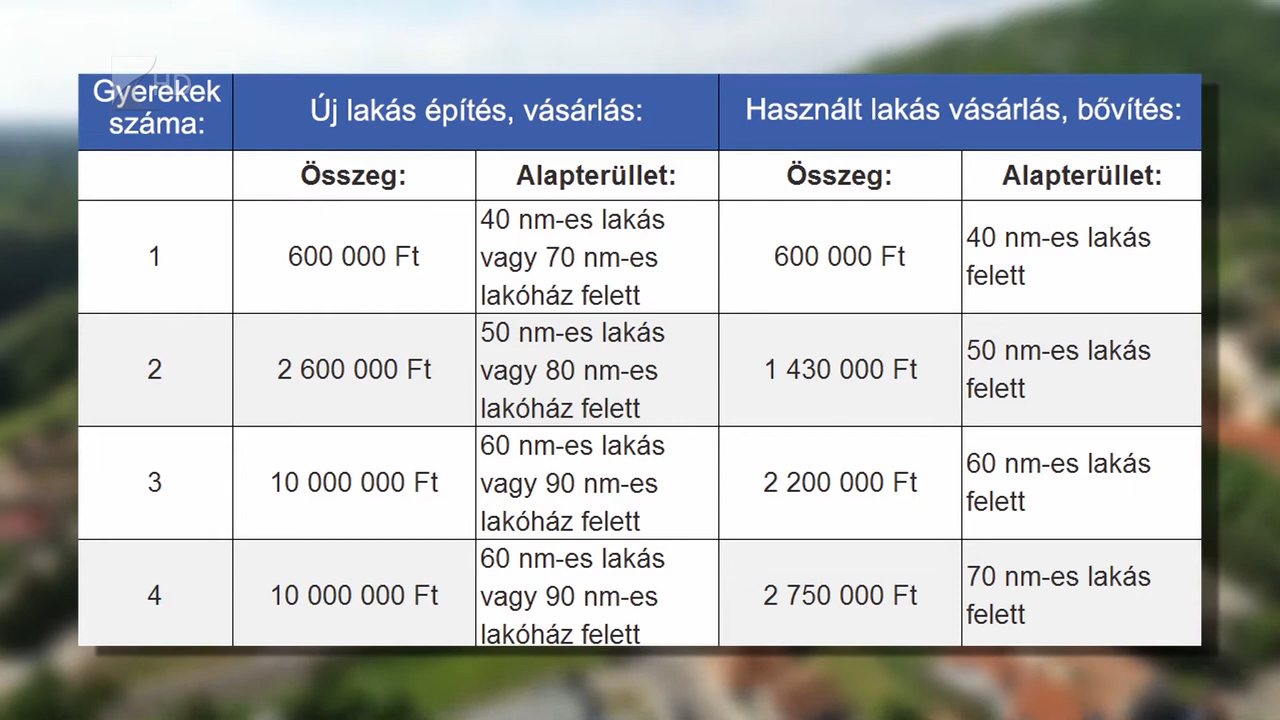 HD
Gyerekek
száma:
Új lakás építés, vásárlás:
Használt lakás vásárlás, bővítés:
Összeg:
Alapterüllet:
Összeg:
Alapterüllet:
1
600 000 Ft
40 nm-es lakás
vagy 70 nm-es
lakóház felett
600 000 Ft
40 nm-es lakás
felett
2
2 600 000 Ft
50 nm-es lakás
vagy 80 nm-es
lakóház felett
1 430 000 Ft
50 nm-es lakás
felett
3
10 000 000 Ft
60 nm-es lakás
vagy 90 nm-es
lakóház felett
2 200 000 Ft
60 nm-es lakás
felett
4
10 000 000 Ft
60 nm-es lakás
vagy 90 nm-es
lakóház felett
2 750 000 Ft
70 nm-es lakás
felett